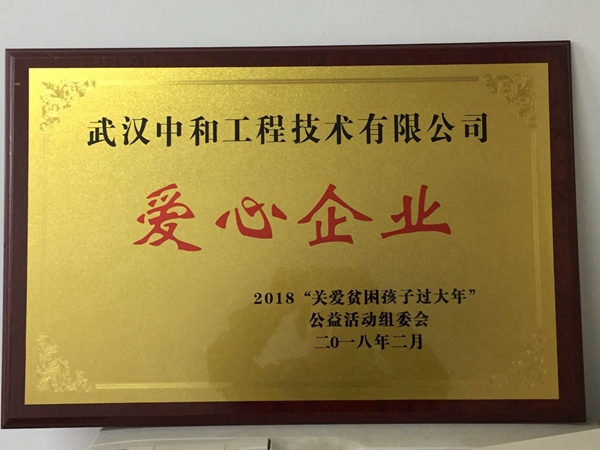 武汉中和工程技术有限公司
爱心企业
2018“关爱贫困孩子过大年”
公益活动组委会
二0一八年二月